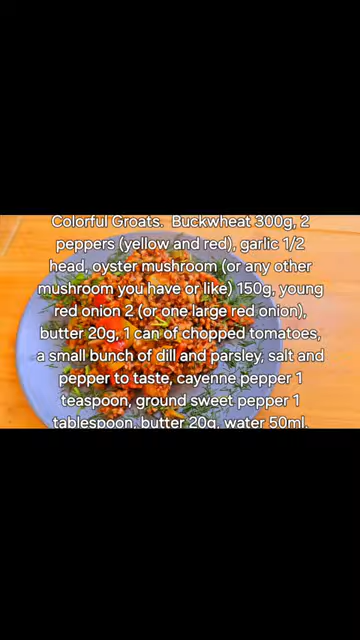 Colorful Groats. Buckwheat 300g, 2
peppers (yellow and red), garlic 1/2
head, oyster mushroom (or any other
mushroom you have or like) 150g, young
red onion 2 (or one large red onion),
butter 20g, 1 can of chopped tomatoes,
a small bunch of dill and parsley, salt and
pepper to taste, cayenne pepper 1
teaspoon, ground sweet pepper 1
tablespoon, butter 20g, water 50ml.